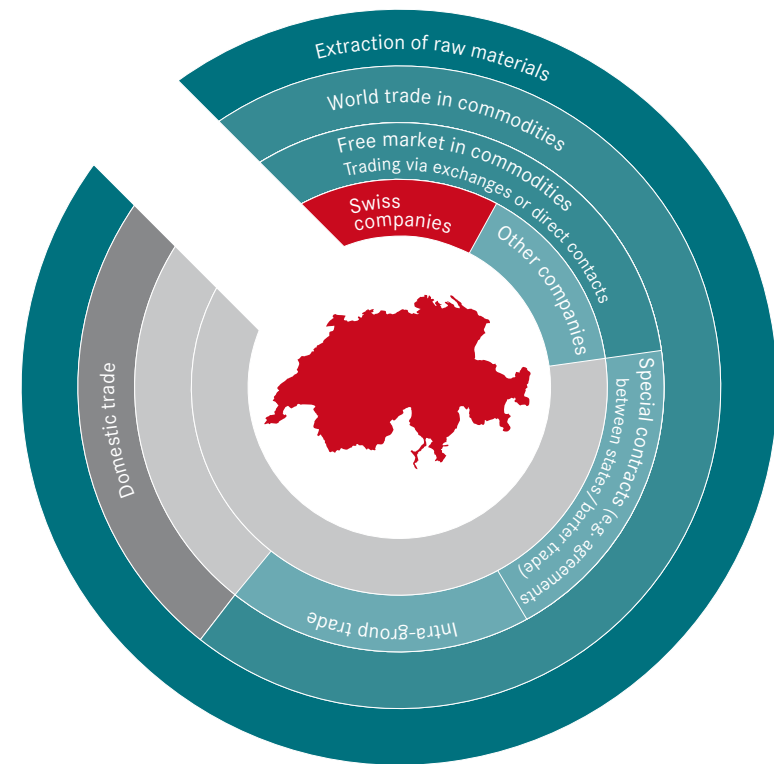 Extraction of raw materials
World trade in commodities
Free market in commodities
Trading via exchanges or direct contacts
Swiss
companies
Other companies
Special contracts (e.g. agreements
between states/barter trade)
Intra-group trade
Domestic trade